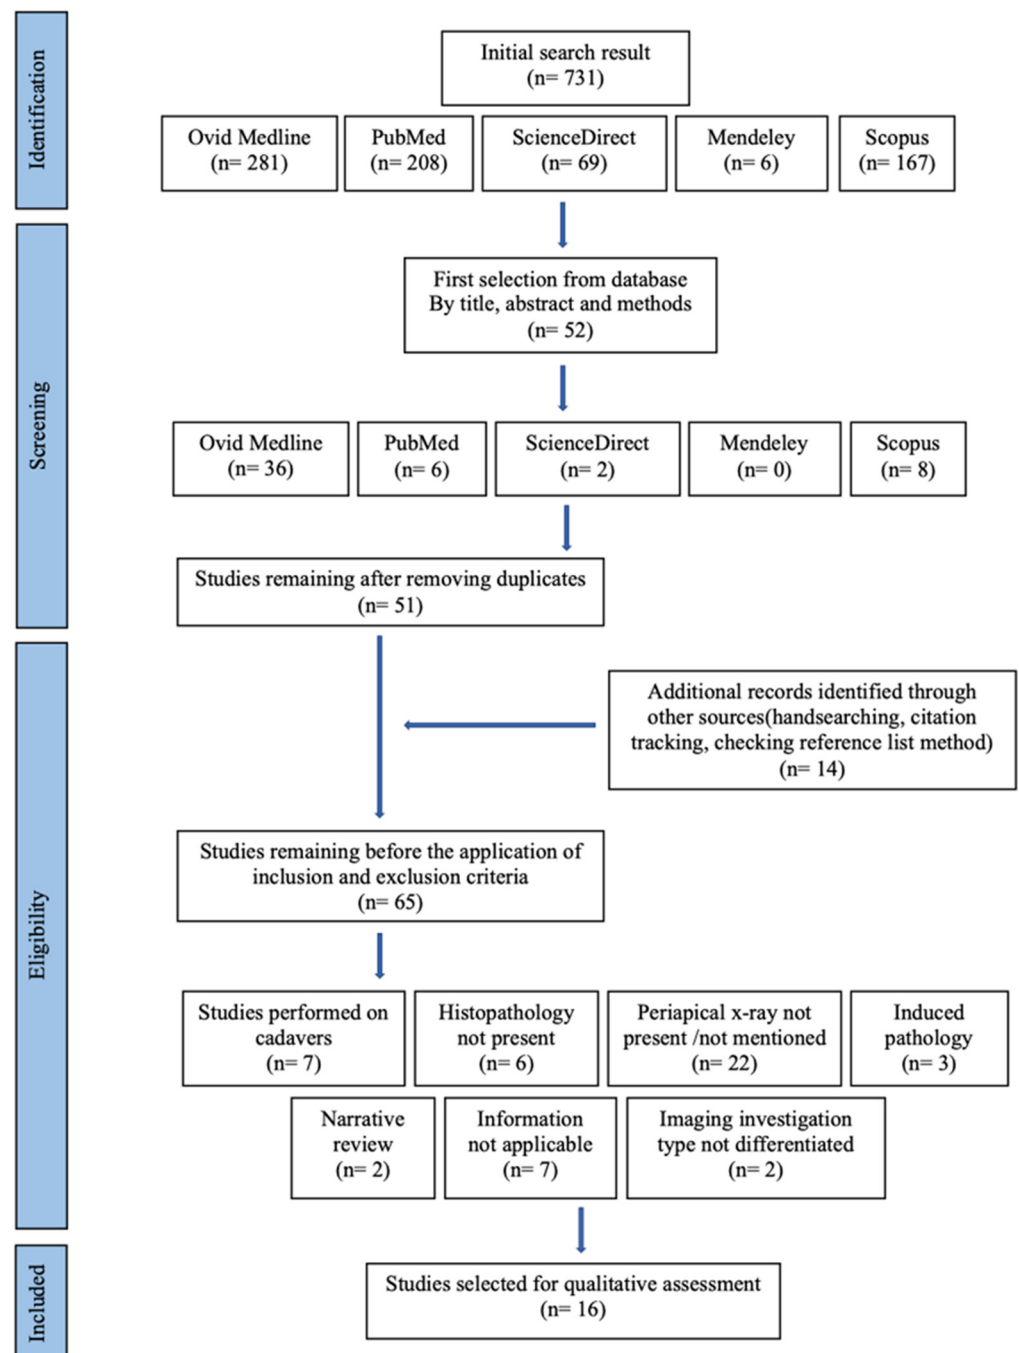 Identification
Initial search result
(n= 731)
Ovid Medline
(n= 281)
PubMed
(n= 208)
ScienceDirect
(n= 69)
Mendeley
(n= 6)
Scopus
(n= 167)
Screening
First selection from database
By title, abstract and methods
(n= 52)
Ovid Medline
(n= 36)
PubMed
(n= 6)
ScienceDirect
(n= 2)
Mendeley
(n= 0)
Scopus
(n= 8)
Studies remaining after removing duplicates
(n= 51)
Eligibility
Additional records identified through
other sources(handsearching, citation
tracking, checking reference list method)
(n= 14)
Studies remaining before the application of
inclusion and exclusion criteria
(n= 65)
Studies performed on
cadavers
(n= 7)
Histopathology
not present
(n= 6)
Periapical x-ray not
present /not mentioned
(n= 22)
Induced
pathology
(n= 3)
Narrative
review
(n= 2)
Information
not applicable
(n= 7)
Imaging investigation
type not differentiated
(n= 2)
Included
Studies selected for qualitative assessment
(n= 16)